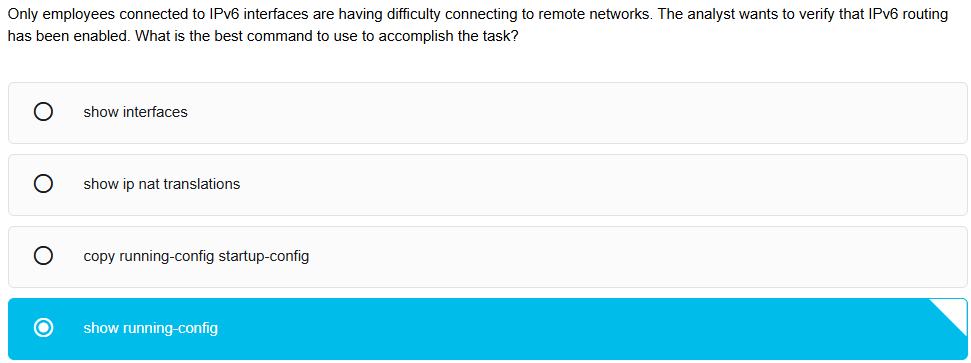 Only employees connected to IPv6 interfaces are having difficulty connecting to remote networks. The analyst wants to verify that IPv6 routing
has been enabled. What is the best command to use to accomplish the task?
show interfaces
show ip nat translations
copy running-config startup-config
show running-config